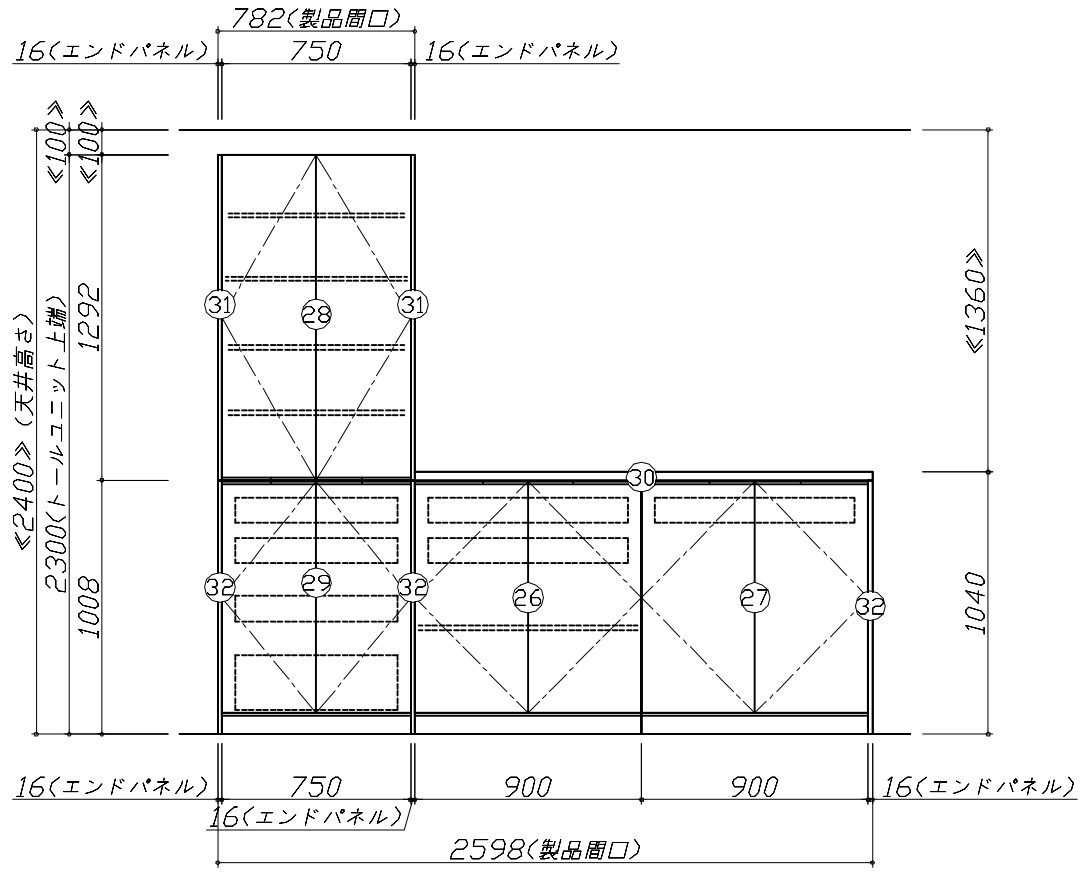 782(製品間口)
16(エンドパネル)
750
16(エンドパネル)
≪100≫
≪100≫
≪2400≫(天井高さ)
2300(トールユニット上端)
1292
1008
≪1360≫
1040
31
28
31
30
32
29
32
26
27
32
16(エンドパネル)
750
900
900
16(エンドパネル)
16(エンドパネル)
2598(製品間口)